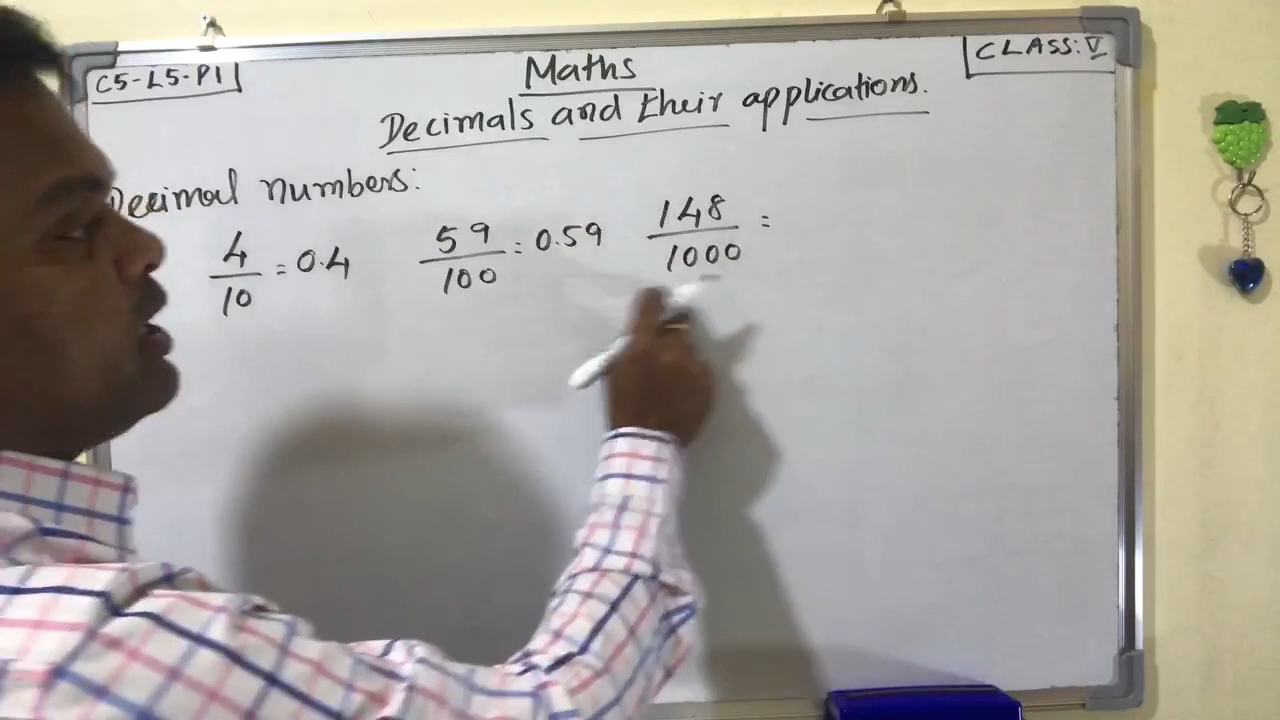 C5-L5-P1
Maths
CLASS: V
Decimals and their applications.
Decimal numbers:
4/10 = 0.4 59/100 = 0.59 148/1000 =